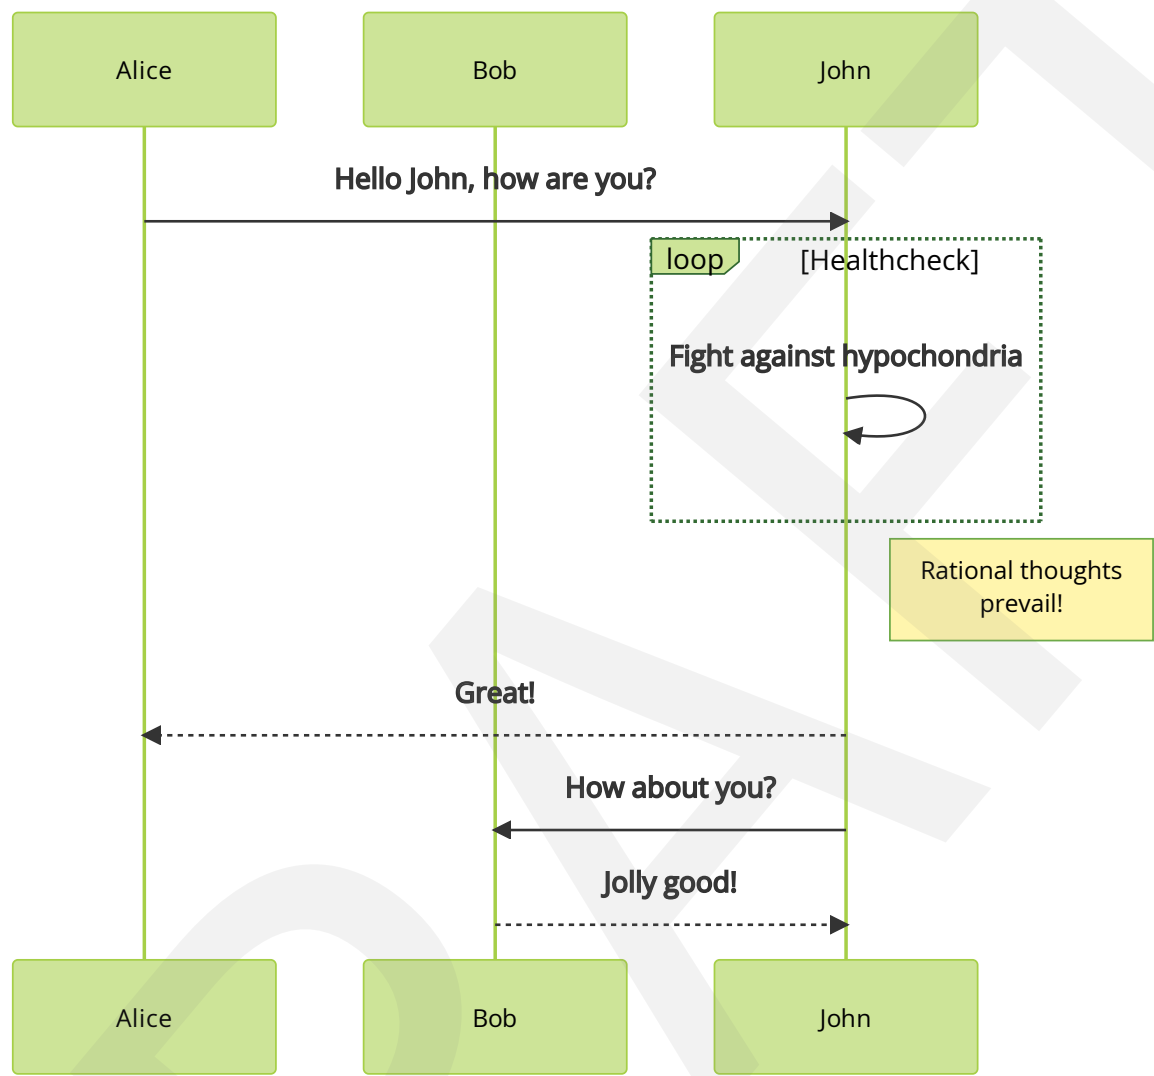 Alice
Bob
John
Hello John, how are you?
loop
[Healthcheck]
Fight against hypochondria
Rational thoughts
prevail!
Great!
How about you?
Jolly good!
Alice
Bob
John